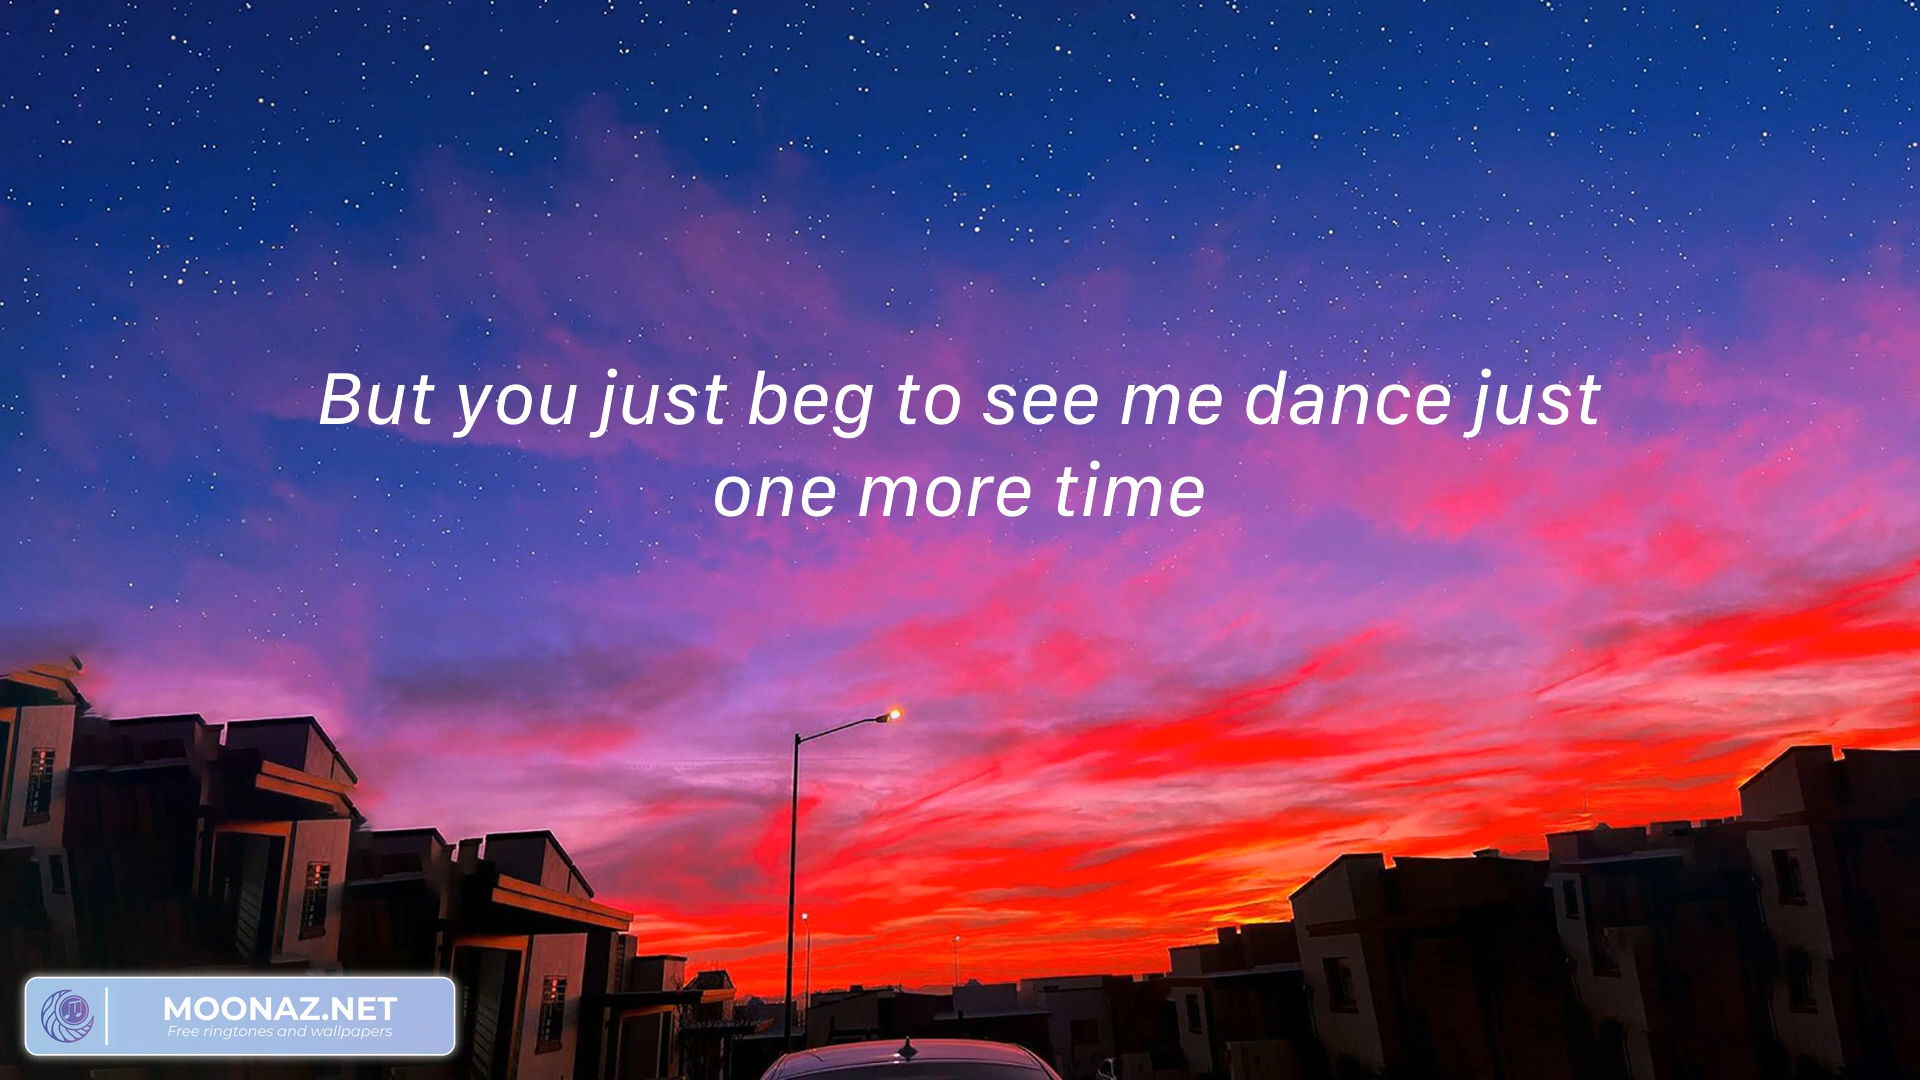 But you just beg to see me dance just
one more time
MOONAZ.NET
Free ringtones and wallpapers